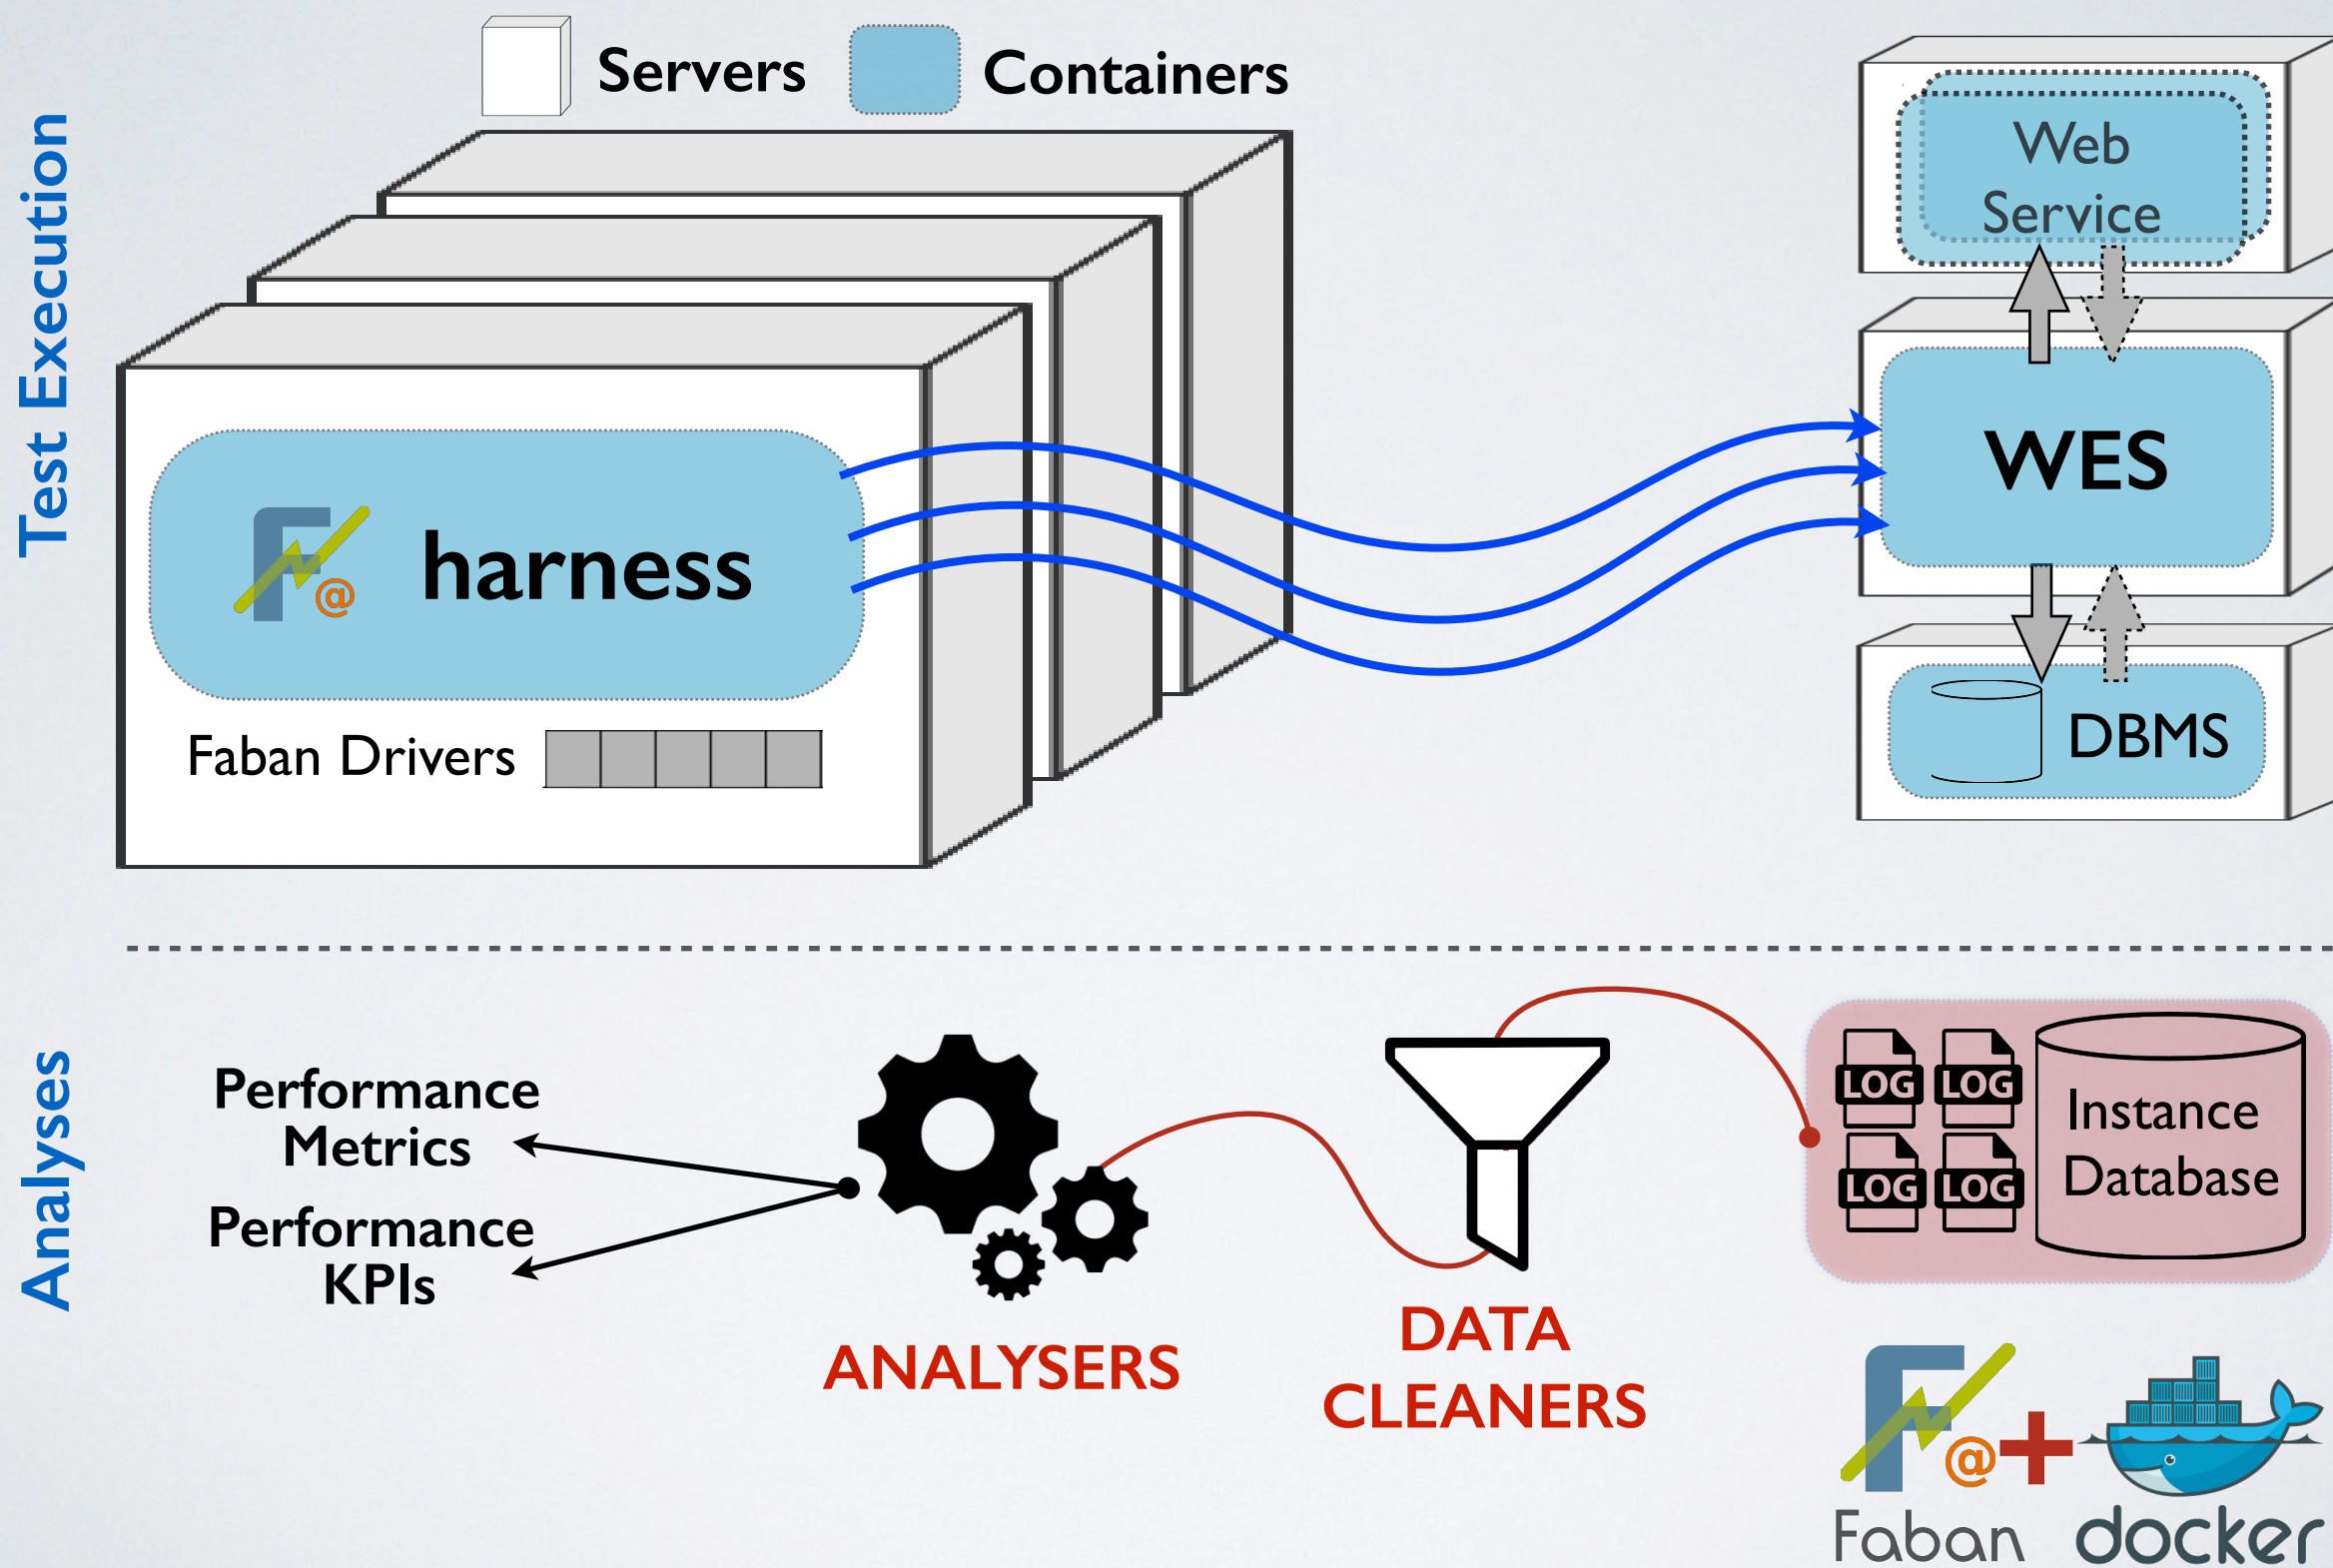 Servers
Containers
Test Execution
Web
Service
WES
F@ harness
Faban Drivers
DBMS
Analyses
Performance
Metrics
Performance
KPIs
ANALYSERS
DATA
CLEANERS
LOG LOG
LOG LOG
Instance
Database
F@ +
Faban docker